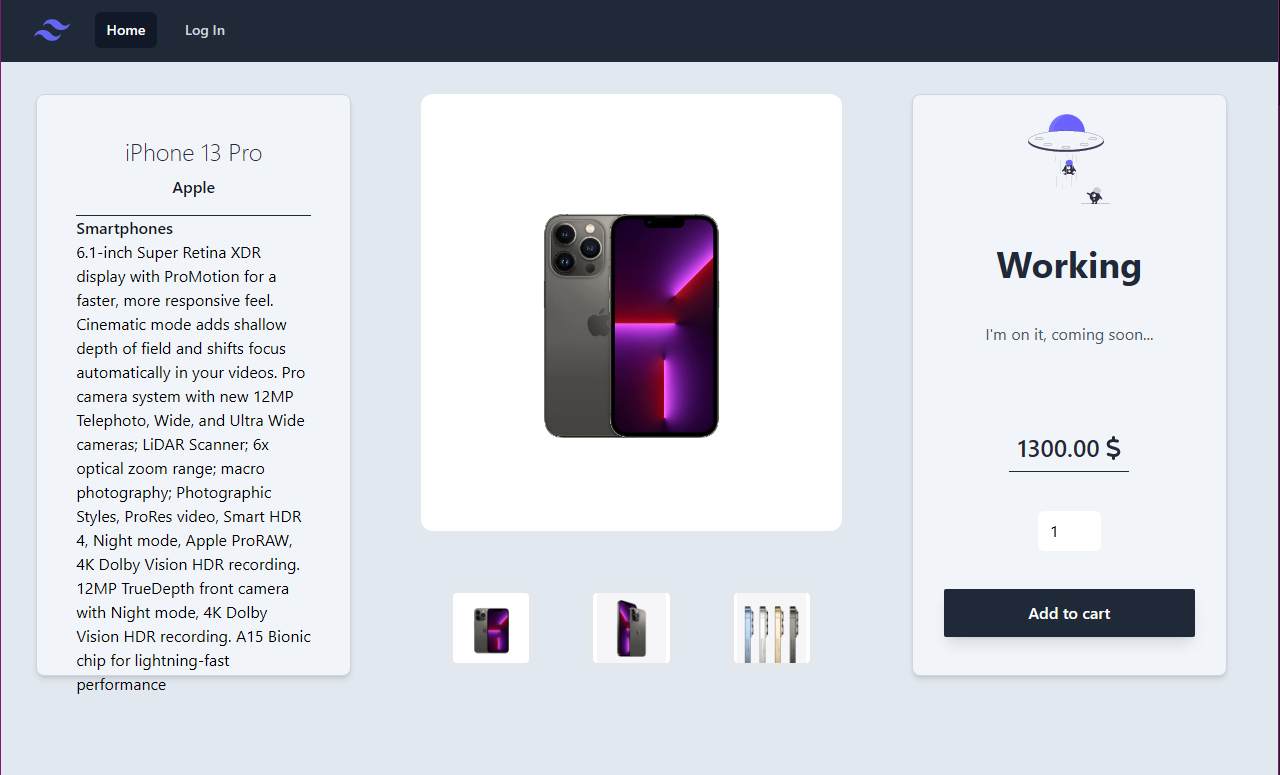 Home
Log In
iPhone 13 Pro
Apple
Smartphones
6.1-inch Super Retina XDR
display with ProMotion for a
faster, more responsive feel.
Cinematic mode adds shallow
depth of field and shifts focus
automatically in your videos. Pro
camera system with new 12MP
Telephoto, Wide, and Ultra Wide
cameras; LiDAR Scanner; 6x
optical zoom range; macro
photography; Photographic
Styles, ProRes video, Smart HDR
4, Night mode, Apple ProRAW,
4K Dolby Vision HDR recording.
12MP TrueDepth front camera
with Night mode, 4K Dolby
Vision HDR recording. A15 Bionic
chip for lightning-fast
performance
Working
I'm on it, coming soon...
1300.00 $
1
Add to cart